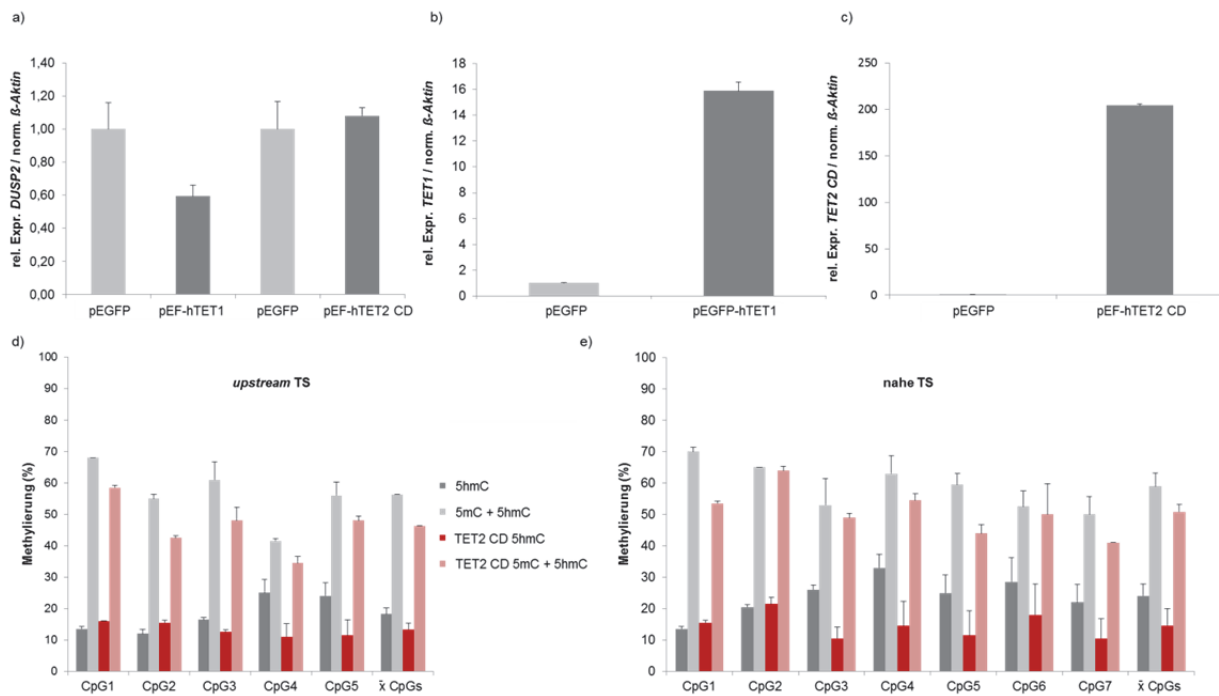 a)
rel. Expr. DUSP2 / norm. ß-Aktin
1,40
1,20
1,00
0,80
0,60
0,40
0,20
0,00
pEGFP pEF-hTET1 pEGFP pEF-hTET2 CD
b)
rel. Expr. TET1 / norm. ß-Aktin
18
16
14
12
10
8
6
4
2
0
pEGFP pEGFP-hTET1
c)
rel. Expr. TET2 CD / norm. ß-Aktin
250
200
150
100
50
0
pEGFP pEF-hTET2 CD
d)
upstream TS
Methylierung (%)
100
90
80
70
60
50
40
30
20
10
0
CpG1 CpG2 CpG3 CpG4 CpG5 x̄ CpGs
5hmC
5mC + 5hmC
TET2 CD 5hmC
TET2 CD 5mC + 5hmC
e)
nahe TS
Methylierung (%)
100
90
80
70
60
50
40
30
20
10
0
CpG1 CpG2 CpG3 CpG4 CpG5 CpG6 CpG7 x̄ CpGs